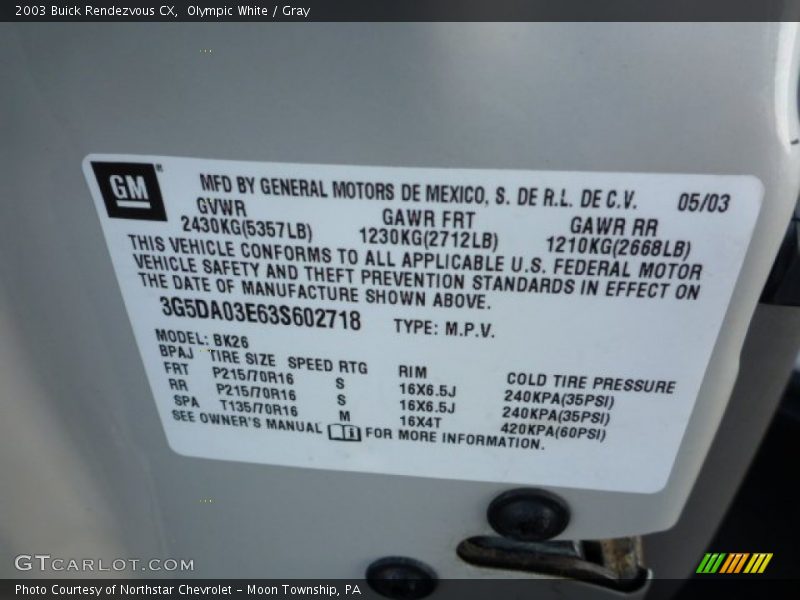 2003 Buick Rendezvous CX, Olympic White / Gray
GM
MFD BY GENERAL MOTORS DE MEXICO, S. DE R.L. DE C.V. 05/03
GVWR GAWR FRT GAWR RR
2430KG(5357LB) 1230KG(2712LB) 1210KG(2668LB)
THIS VEHICLE CONFORMS TO ALL APPLICABLE U.S. FEDERAL MOTOR
VEHICLE SAFETY AND THEFT PREVENTION STANDARDS IN EFFECT ON
THE DATE OF MANUFACTURE SHOWN ABOVE.
3G5DA03E63S602718 TYPE: M.P.V.
MODEL: BK26
BPAJ TIRE SIZE SPEED RTG RIM COLD TIRE PRESSURE
FRT P215/70R16 S 16X6.5J 240KPA(35PSI)
RR P215/70R16 S 16X6.5J 240KPA(35PSI)
SPA T135/70R16 M 16X4T 420KPA(60PSI)
SEE OWNER'S MANUAL FOR MORE INFORMATION.
GTCARLOT.COM
Photo Courtesy of Northstar Chevrolet - Moon Township, PA